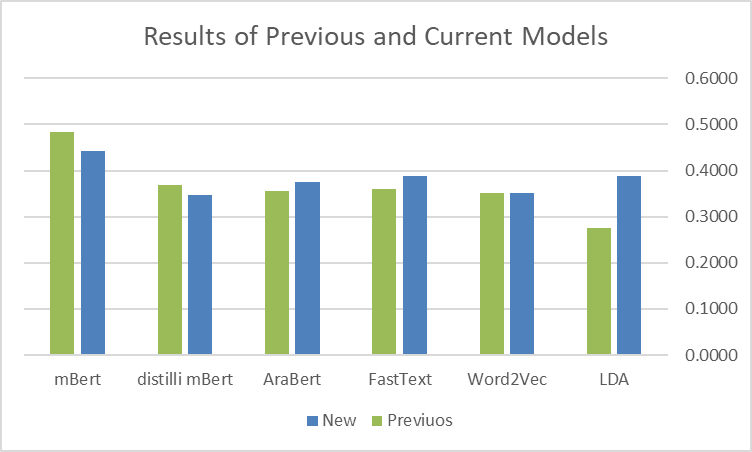 Results of Previous and Current Models
0.6000
0.5000
0.4000
0.3000
0.2000
0.1000
0.0000
mBert distilli mBert AraBert FastText Word2Vec LDA
New Previuos